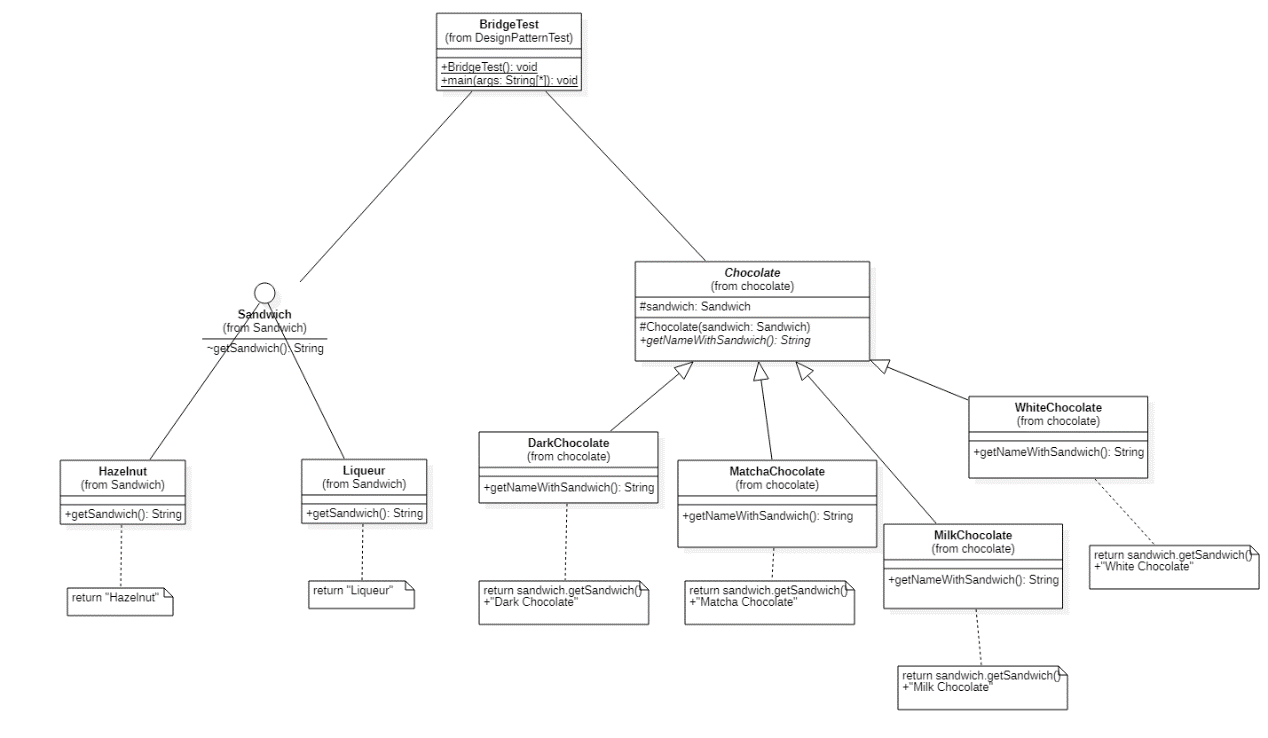 BridgeTest
(from DesignPatternTest)
+BridgeTest(): void
+main(args: String[*]): void
Sandwich
(from Sandwich)
~getSandwich(): String
Chocolate
(from chocolate)
#sandwich: Sandwich
#Chocolate(sandwich: Sandwich)
+getNameWithSandwich(): String
Hazelnut
(from Sandwich)
+getSandwich(): String
return "Hazelnut"
Liqueur
(from Sandwich)
+getSandwich(): String
return "Liqueur"
DarkChocolate
(from chocolate)
+getNameWithSandwich(): String
return sandwich.getSandwich()
+"Dark Chocolate"
MatchaChocolate
(from chocolate)
+getNameWithSandwich(): String
return sandwich.getSandwich()
+"Matcha Chocolate"
MilkChocolate
(from chocolate)
+getNameWithSandwich(): String
return sandwich.getSandwich()
+"Milk Chocolate"
WhiteChocolate
(from chocolate)
+getNameWithSandwich(): String
return sandwich.getSandwich()
+"White Chocolate"